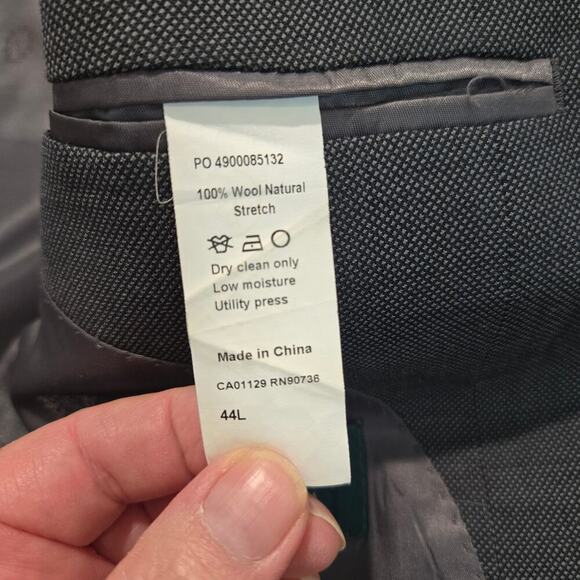 PO 4900085132
100% Wool Natural
Stretch
Dry clean only
Low moisture
Utility press
Made in China
CA01129 RN90736
44L